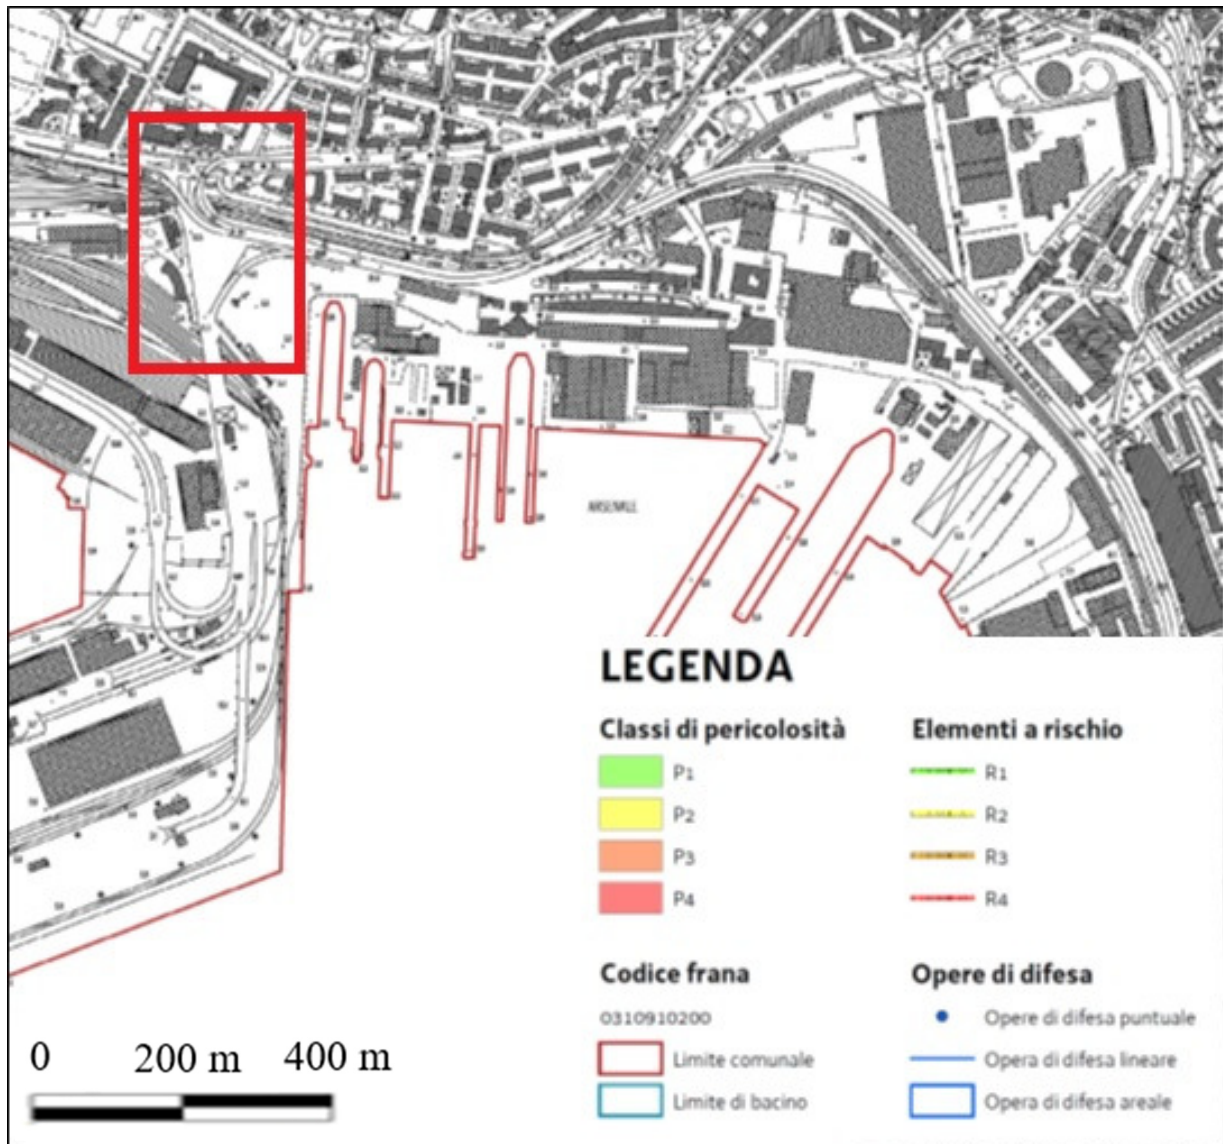 ARSENALE
LEGENDA
Classi di pericolosità
P1
P2
P3
P4
Elementi a rischio
R1
R2
R3
R4
Codice frana
0310910200
Limite comunale
Limite di bacino
Opere di difesa
Opere di difesa puntuale
Opera di difesa lineare
Opera di difesa areale
0 200 m 400 m